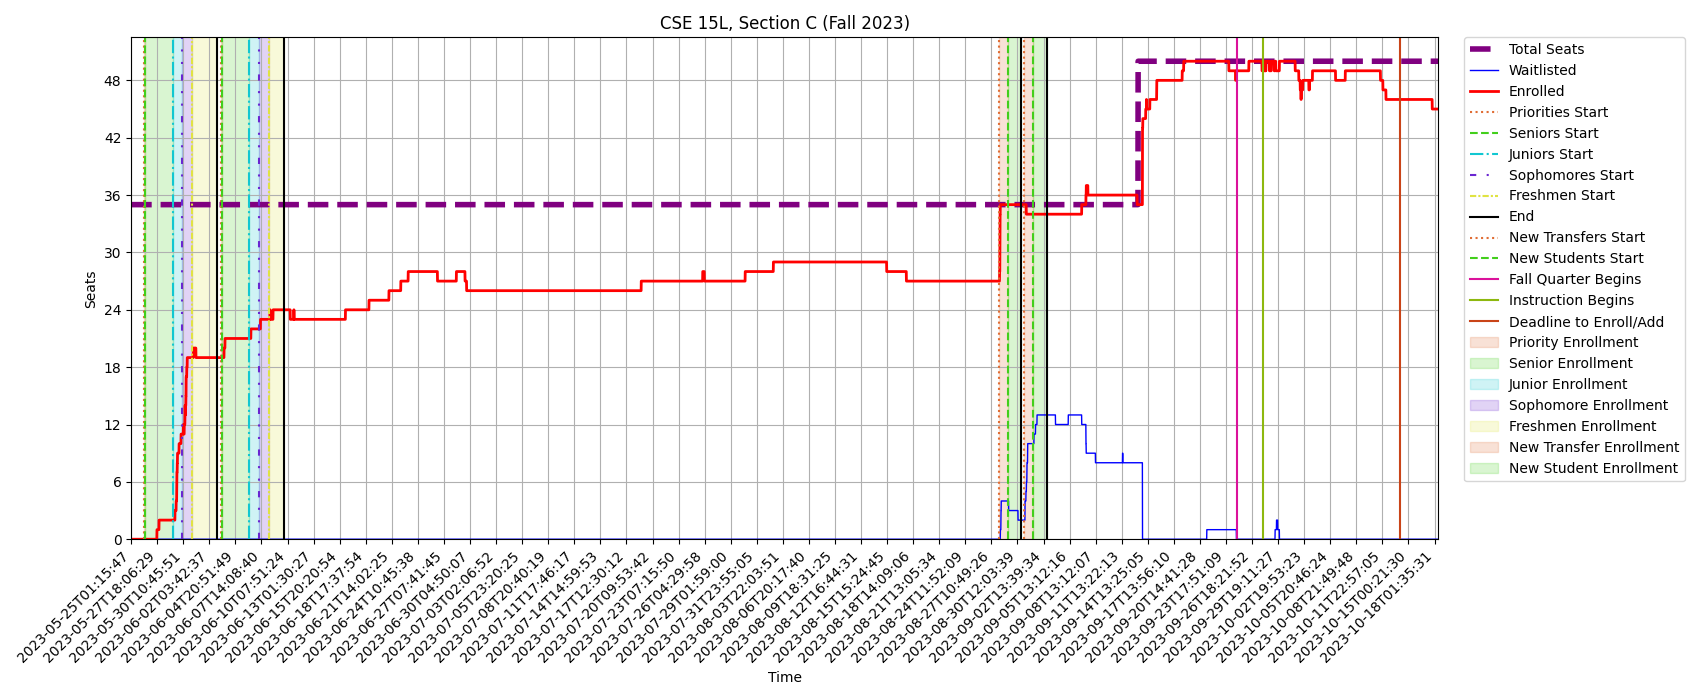 CSE 15L, Section C (Fall 2023)
Seats
48
42
36
30
24
18
12
6
0
2023-05-25T01:15:47
2023-05-27T18:06:29
2023-05-30T10:45:51
2023-06-02T03:42:37
2023-06-04T20:51:49
2023-06-07T14:08:40
2023-06-10T07:51:24
2023-06-13T01:30:27
2023-06-15T20:20:54
2023-06-18T17:37:54
2023-06-21T14:02:25
2023-06-24T10:45:38
2023-06-27T07:41:45
2023-06-30T04:50:07
2023-07-03T02:06:52
2023-07-05T23:20:25
2023-07-08T20:40:19
2023-07-11T17:46:17
2023-07-14T14:59:53
2023-07-17T12:30:12
2023-07-20T09:53:42
2023-07-23T07:15:50
2023-07-26T04:29:58
2023-07-29T01:59:00
2023-07-31T23:55:05
2023-08-03T22:03:51
2023-08-06T20:17:40
2023-08-09T18:31:25
2023-08-12T16:44:31
2023-08-15T15:24:45
2023-08-18T14:09:06
2023-08-21T13:05:34
2023-08-24T11:52:09
2023-08-27T10:49:26
2023-08-30T12:03:39
2023-09-02T13:39:34
2023-09-05T13:12:16
2023-09-08T13:12:07
2023-09-11T13:22:13
2023-09-14T13:25:05
2023-09-17T13:56:10
2023-09-20T14:41:28
2023-09-23T17:51:09
2023-09-26T18:21:52
2023-09-29T19:11:27
2023-10-02T19:53:23
2023-10-05T20:46:24
2023-10-08T21:49:48
2023-10-11T22:57:05
2023-10-15T00:21:30
2023-10-18T01:35:31
Time
Total Seats
Waitlisted
Enrolled
Priorities Start
Seniors Start
Juniors Start
Sophomores Start
Freshmen Start
End
New Transfers Start
New Students Start
Fall Quarter Begins
Instruction Begins
Deadline to Enroll/Add
Priority Enrollment
Senior Enrollment
Junior Enrollment
Sophomore Enrollment
Freshmen Enrollment
New Transfer Enrollment
New Student Enrollment